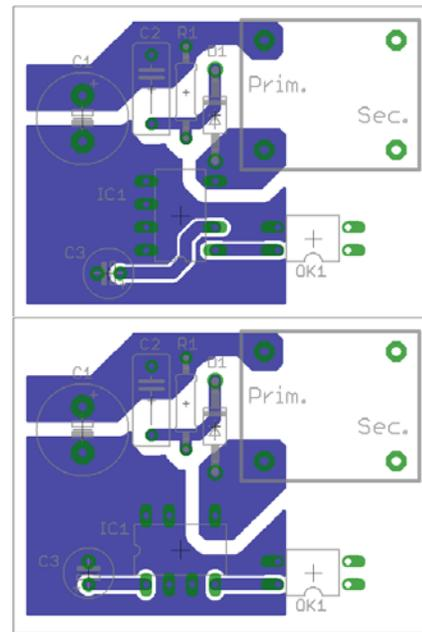 C2
R1
D1
C1
+
Prim.
Sec.
IC1
C3
OK1
C2
R1
D1
C1
+
Prim.
Sec.
IC1
C3
OK1